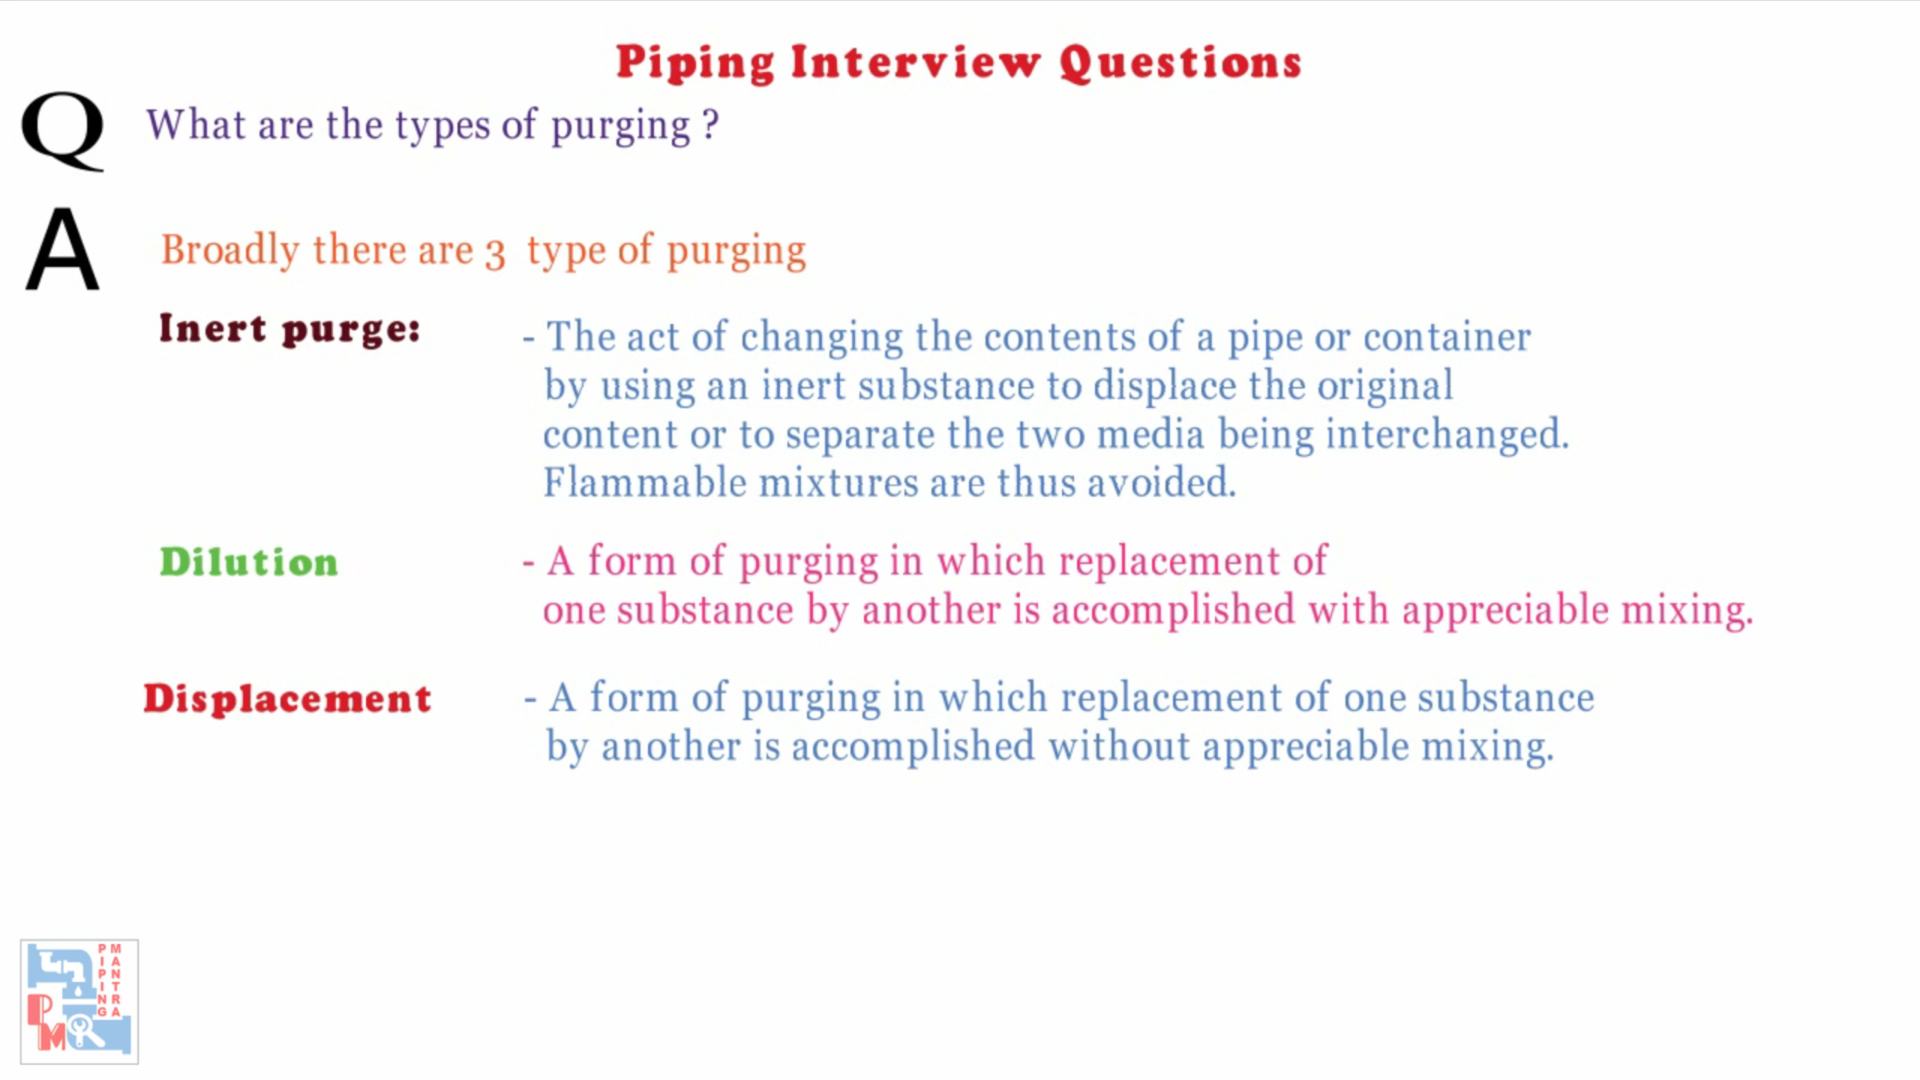 Piping Interview Questions
Q What are the types of purging ?
A Broadly there are 3 type of purging
Inert purge: - The act of changing the contents of a pipe or container
by using an inert substance to displace the original
content or to separate the two media being interchanged.
Flammable mixtures are thus avoided.
Dilution - A form of purging in which replacement of
one substance by another is accomplished with appreciable mixing.
Displacement - A form of purging in which replacement of one substance
by another is accomplished without appreciable mixing.
PIPING
MANTRA
PM